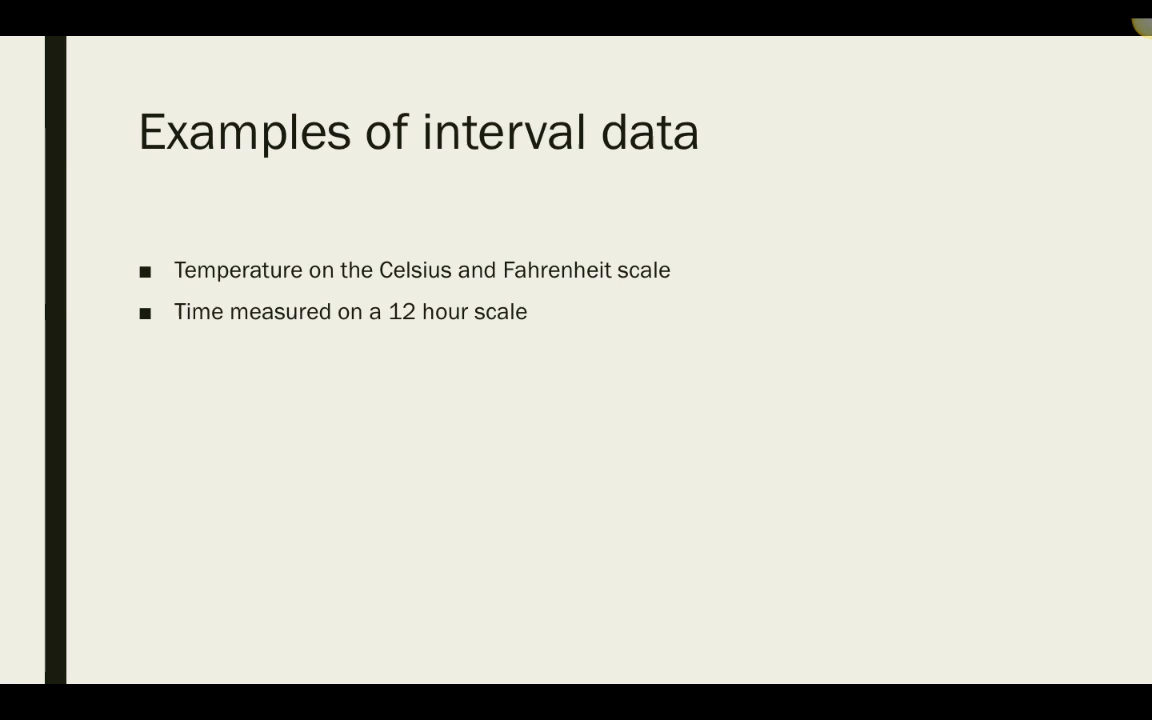 Examples of interval data
■ Temperature on the Celsius and Fahrenheit scale
■ Time measured on a 12 hour scale